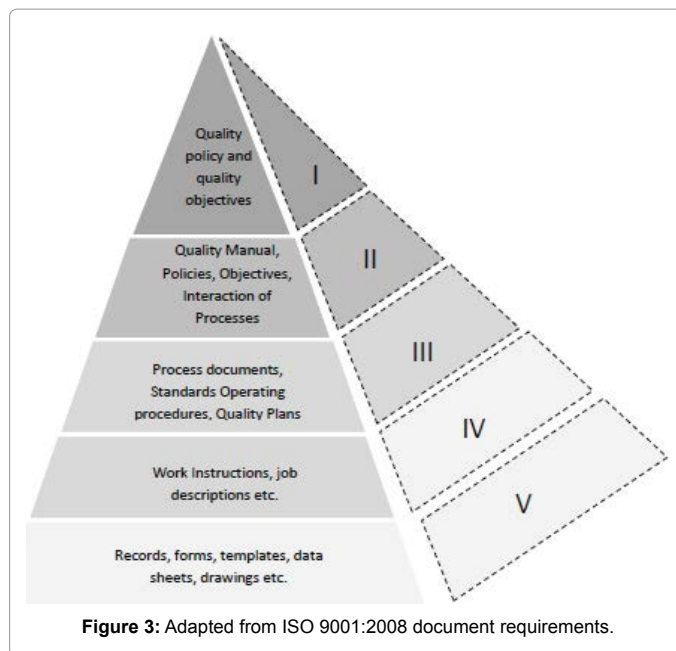 Quality
policy and
quality
objectives
I
Quality Manual,
Policies, Objectives,
Interaction of
Processes
II
Process documents,
Standards Operating
procedures, Quality Plans
III
Work Instructions, job
descriptions etc.
IV
Records, forms, templates, data
sheets, drawings etc.
V
Figure 3: Adapted from ISO 9001:2008 document requirements.